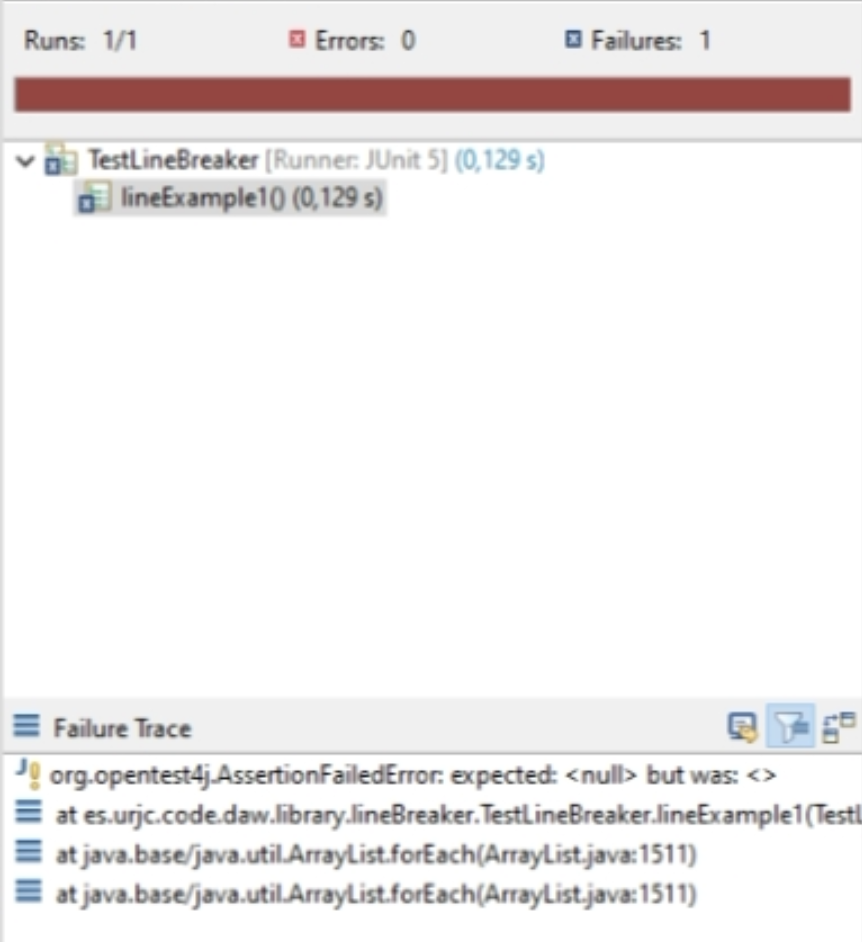 Runs: 1/1 Errors: 0 Failures: 1
TestLineBreaker [Runner: JUnit 5] (0,129 s)
lineExample1() (0,129 s)
Failure Trace
org.opentest4j.AssertionFailedError: expected: <null> but was: <>
at es.urjc.code.daw.library.lineBreaker.TestLineBreaker.lineExample1(TestL
at java.base/java.util.ArrayList.forEach(ArrayList.java:1511)
at java.base/java.util.ArrayList.forEach(ArrayList.java:1511)